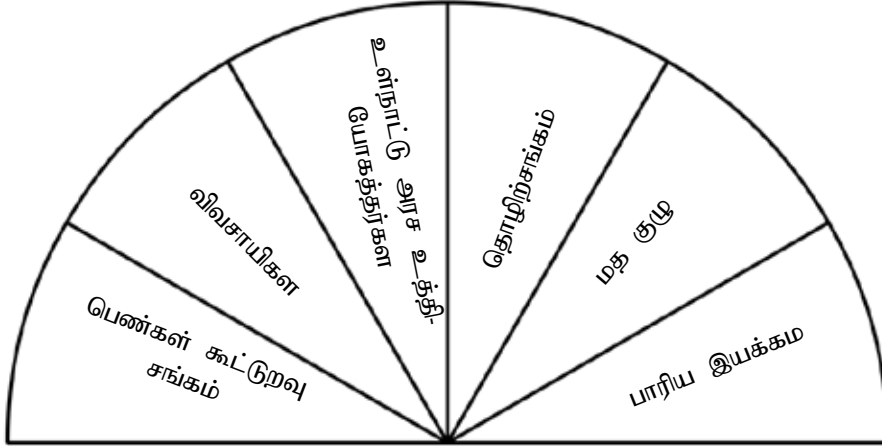 பெண்கள் கூட்டுறவு
சங்கம்
விவசாயிகள
உள்நாட்டு அரச உத்தி-
யோகத்தர்கள
தொழிற்சங்கம்
மத குழு
பாரிய இயக்கம